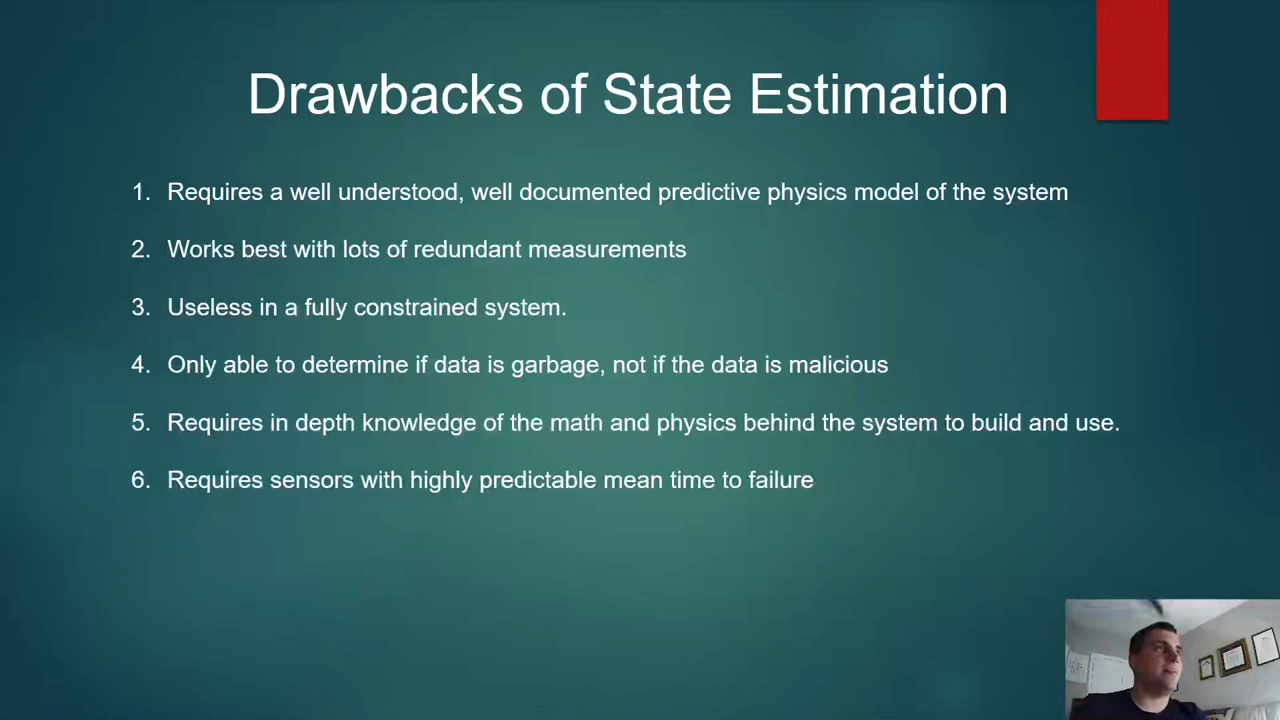 Drawbacks of State Estimation
1. Requires a well understood, well documented predictive physics model of the system
2. Works best with lots of redundant measurements
3. Useless in a fully constrained system.
4. Only able to determine if data is garbage, not if the data is malicious
5. Requires in depth knowledge of the math and physics behind the system to build and use.
6. Requires sensors with highly predictable mean time to failure